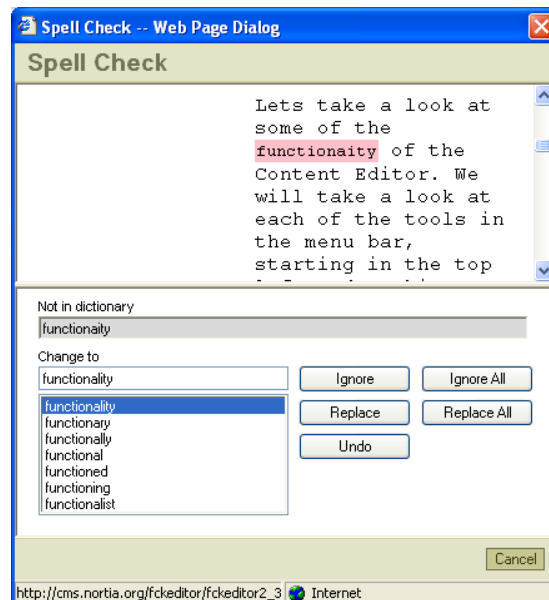 Spell Check -- Web Page Dialog
Spell Check
Lets take a look at
some of the
functionaity of the
Content Editor. We
will take a look at
each of the tools in
the menu bar,
starting in the top
Not in dictionary
functionaity
Change to
functionality
Ignore
Ignore All
functionality
functionary
functionally
functional
functioned
functioning
functionalist
Replace
Replace All
Undo
Cancel
http://cms.nortia.org/fckeditor/fckeditor2_3
Internet